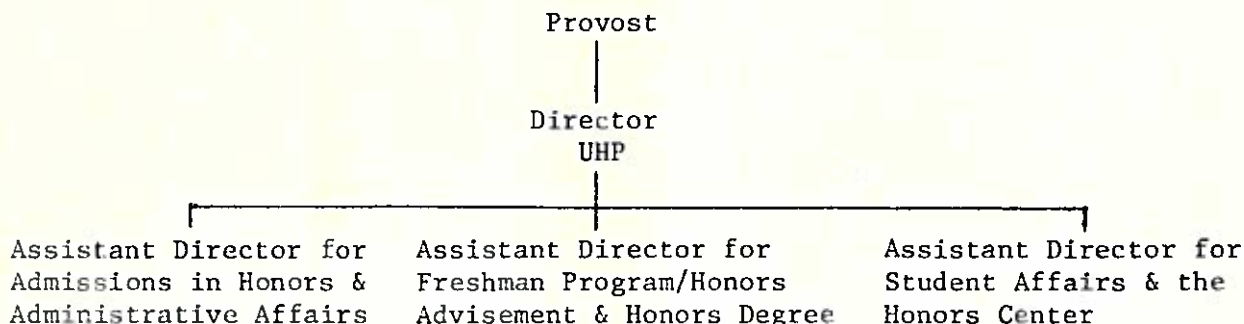 Provost
Director
UHP
Assistant Director for
Admissions in Honors &
Administrative Affairs
Assistant Director for
Freshman Program/Honors
Advisement & Honors Degree
Assistant Director for
Student Affairs & the
Honors Center